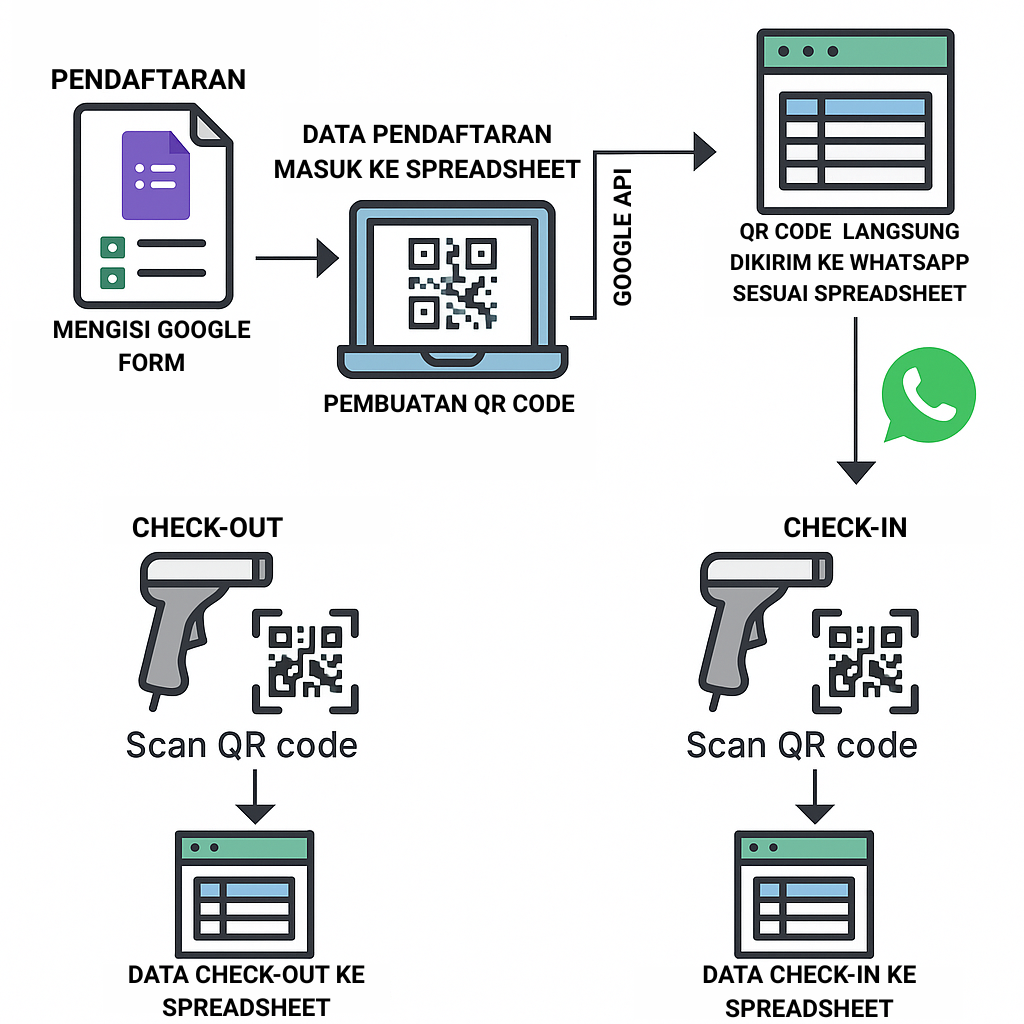 PENDAFTARAN
MENGISI GOOGLE
FORM
DATA PENDAFTARAN
MASUK KE SPREADSHEET
PEMBUATAN QR CODE
GOOGLE API
QR CODE LANGSUNG
DIKIRIM KE WHATSAPP
SESUAI SPREADSHEET
CHECK-OUT
Scan QR code
DATA CHECK-OUT KE
SPREADSHEET
CHECK-IN
Scan QR code
DATA CHECK-IN KE
SPREADSHEET